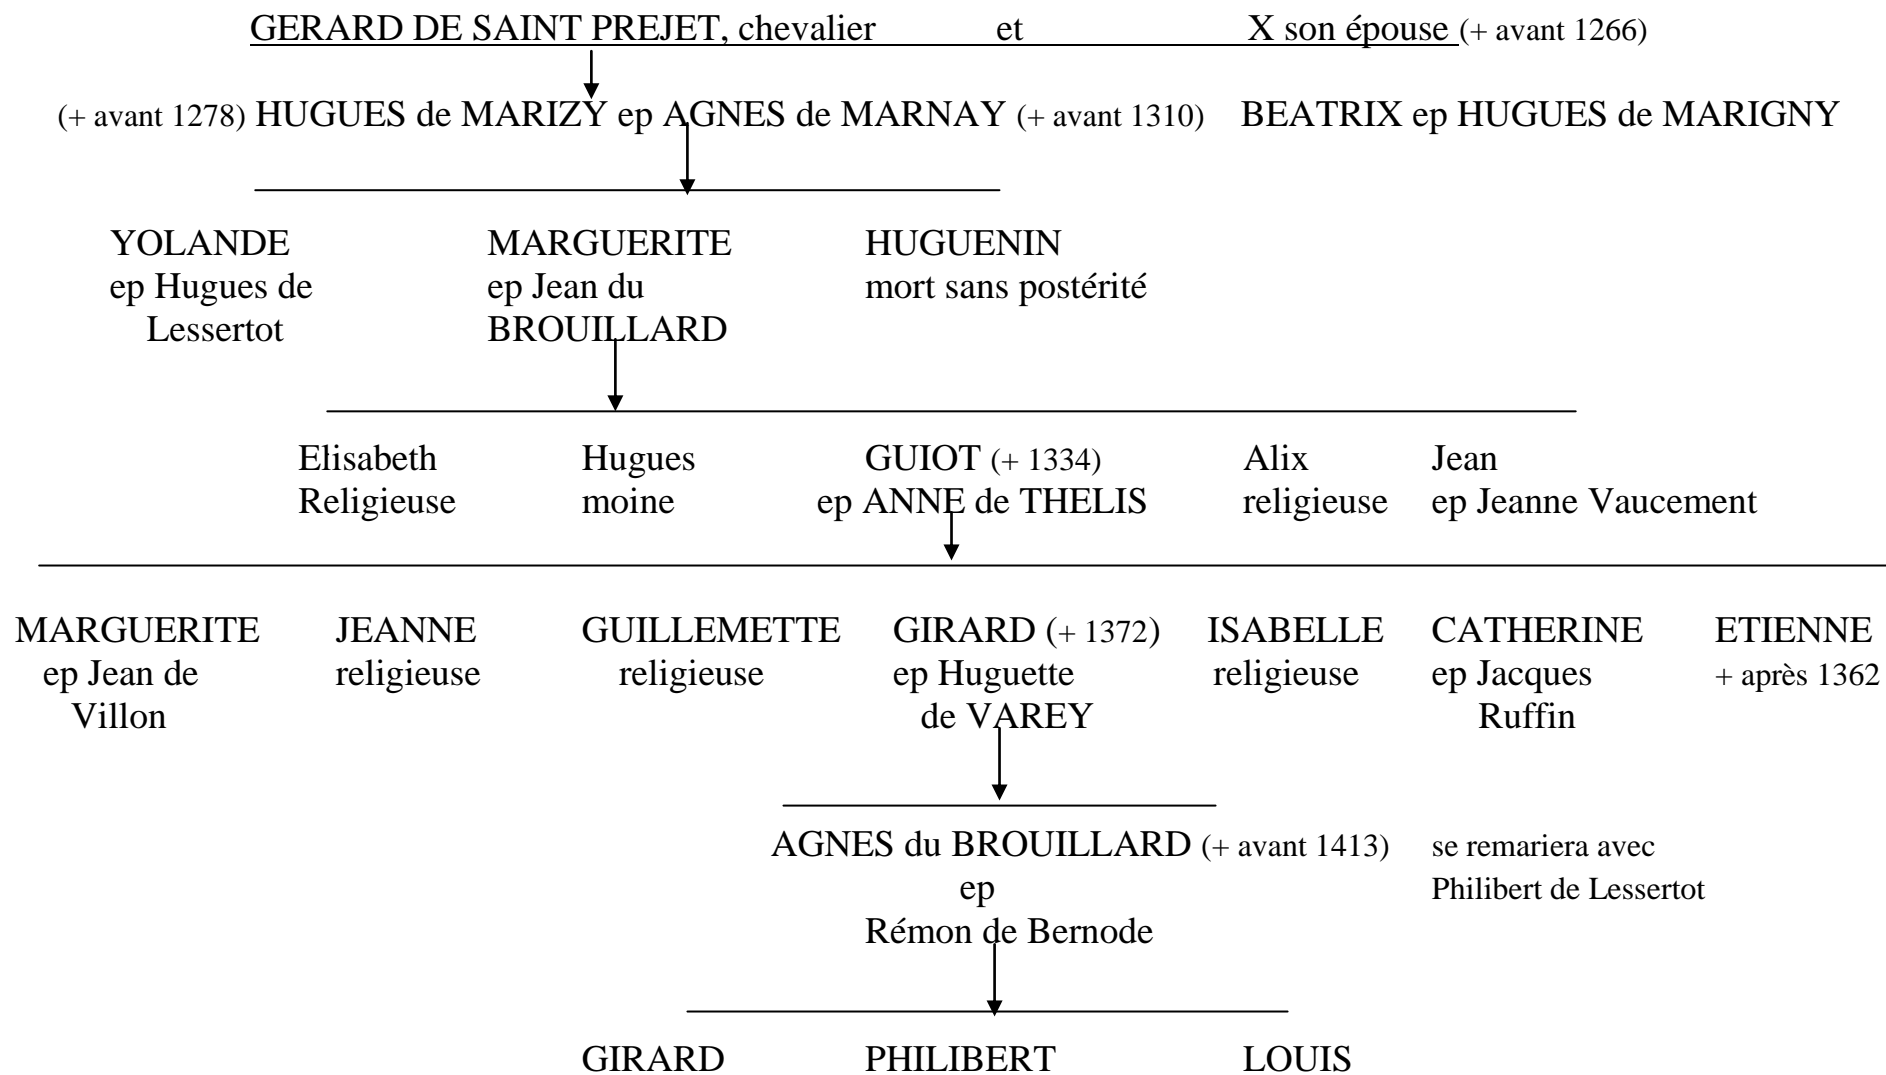 GERARD DE SAINT PREJET, chevalier et X son épouse (+ avant 1266)
(+ avant 1278) HUGUES de MARIZY ep AGNES de MARNAY (+ avant 1310) BEATRIX ep HUGUES de MARIGNY
YOLANDE MARGUERITE HUGUENIN
ep Hugues de ep Jean du mort sans postérité
Lessertot BROUILLARD
Elisabeth Hugues GUIOT (+ 1334) Alix Jean
Religieuse moine ep ANNE de THELIS religieuse ep Jeanne Vaucement
MARGUERITE JEANNE GUILLEMETTE GIRARD (+ 1372) ISABELLE CATHERINE ETIENNE
ep Jean de religieuse religieuse ep Huguette religieuse ep Jacques + après 1362
Villon de VAREY Ruffin
AGNES du BROUILLARD (+ avant 1413) se remariera avec
ep Philibert de Lessertot
Rémon de Bernode
GIRARD PHILIBERT LOUIS